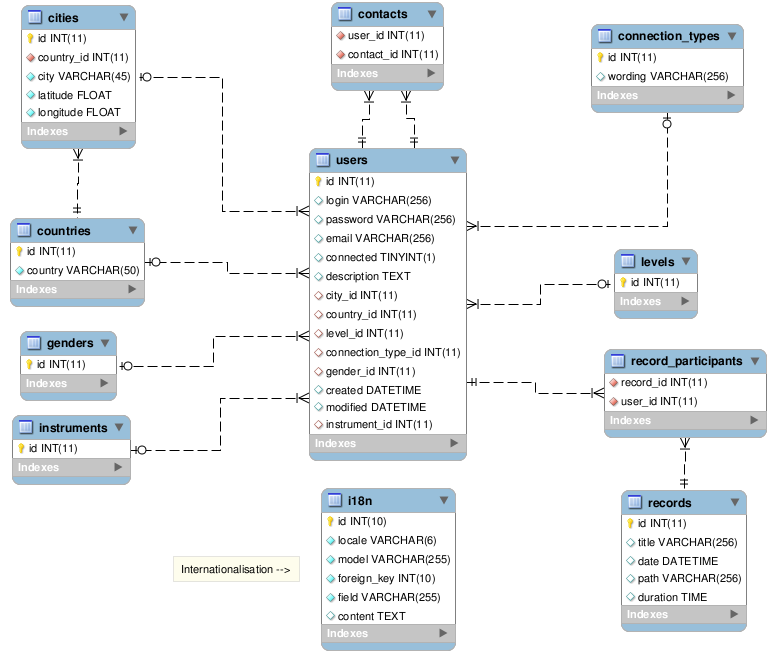 cities
id INT(11)
country_id INT(11)
city VARCHAR(45)
latitude FLOAT
longitude FLOAT
Indexes
contacts
user_id INT(11)
contact_id INT(11)
Indexes
connection_types
id INT(11)
wording VARCHAR(256)
Indexes
users
id INT(11)
login VARCHAR(256)
password VARCHAR(256)
email VARCHAR(256)
connected TINYINT(1)
description TEXT
city_id INT(11)
country_id INT(11)
level_id INT(11)
connection_type_id INT(11)
gender_id INT(11)
created DATETIME
modified DATETIME
instrument_id INT(11)
Indexes
countries
id INT(11)
country VARCHAR(50)
Indexes
levels
id INT(11)
Indexes
genders
id INT(11)
Indexes
record_participants
record_id INT(11)
user_id INT(11)
Indexes
instruments
id INT(11)
Indexes
i18n
id INT(10)
locale VARCHAR(6)
model VARCHAR(255)
foreign_key INT(10)
field VARCHAR(255)
content TEXT
Indexes
records
id INT(11)
title VARCHAR(256)
date DATETIME
path VARCHAR(256)
duration TIME
Indexes
Internationalisation -->